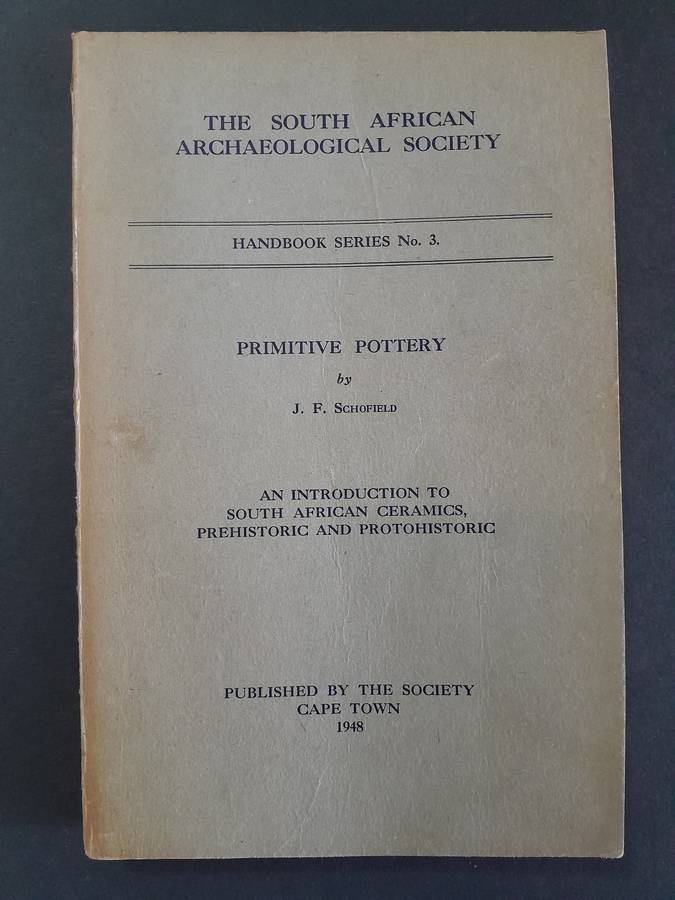 THE SOUTH AFRICAN
ARCHAEOLOGICAL SOCIETY
HANDBOOK SERIES No. 3.
PRIMITIVE POTTERY
by
J. F. SCHOFIELD
AN INTRODUCTION TO
SOUTH AFRICAN CERAMICS,
PREHISTORIC AND PROTOHISTORIC
PUBLISHED BY THE SOCIETY
CAPE TOWN
1948